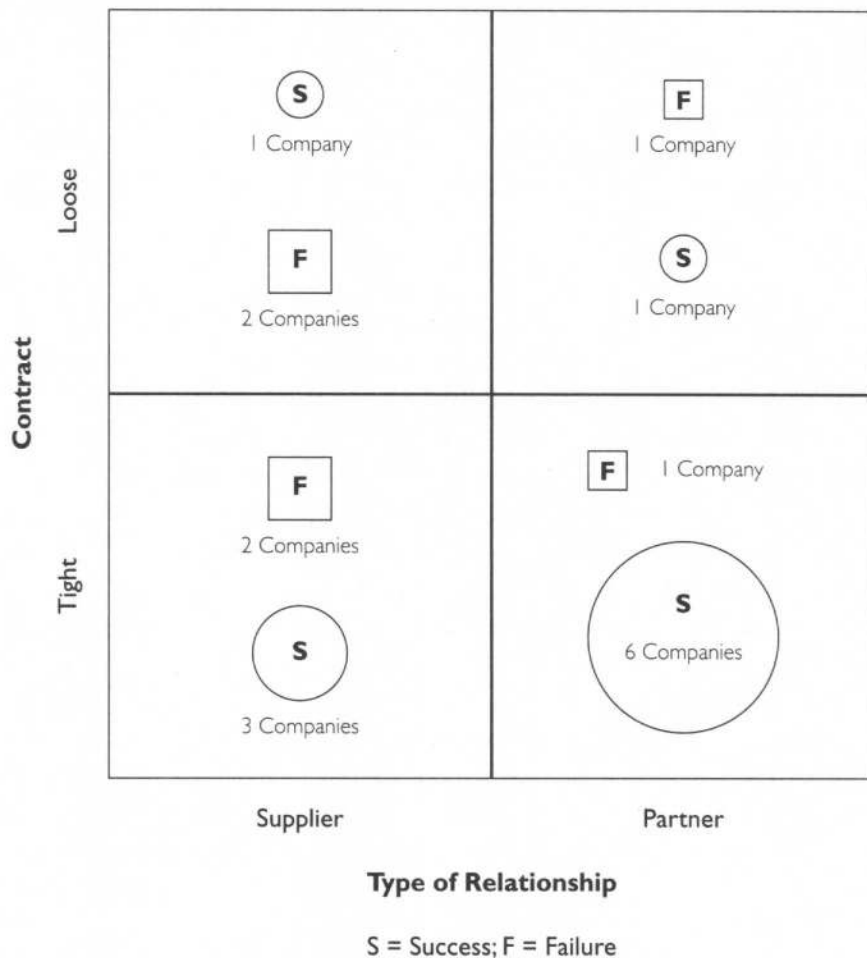 S
1 Company
F
2 Companies
F
1 Company
S
1 Company
Loose
Contract
Tight
F
2 Companies
S
3 Companies
F 1 Company
S
6 Companies
Supplier Partner
Type of Relationship
S = Success; F = Failure